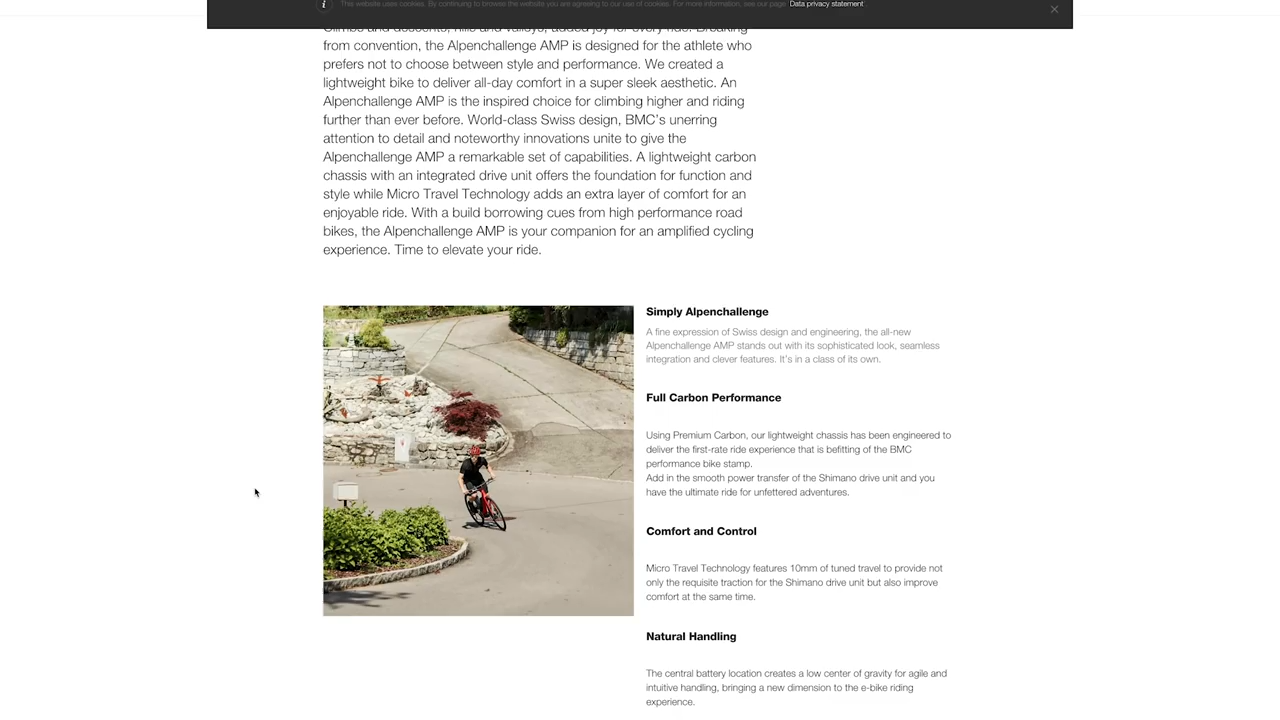 i This website uses cookies. By continuing to browse the website you are agreeing to our use of cookies. For more information, see our page Data privacy statement
Climbs and descents, hills and valleys, added joy for every ride. Breaking
from convention, the Alpenchallenge AMP is designed for the athlete who
prefers not to choose between style and performance. We created a
lightweight bike to deliver all-day comfort in a super sleek aesthetic. An
Alpenchallenge AMP is the inspired choice for climbing higher and riding
further than ever before. World-class Swiss design, BMC's unerring
attention to detail and noteworthy innovations unite to give the
Alpenchallenge AMP a remarkable set of capabilities. A lightweight carbon
chassis with an integrated drive unit offers the foundation for function and
style while Micro Travel Technology adds an extra layer of comfort for an
enjoyable ride. With a build borrowing cues from high performance road
bikes, the Alpenchallenge AMP is your companion for an amplified cycling
experience. Time to elevate your ride.
Simply Alpenchallenge
A fine expression of Swiss design and engineering, the all-new
Alpenchallenge AMP stands out with its sophisticated look, seamless
integration and clever features. It's in a class of its own.
Full Carbon Performance
Using Premium Carbon, our lightweight chassis has been engineered to
deliver the first-rate ride experience that is befitting of the BMC
performance bike stamp.
Add in the smooth power transfer of the Shimano drive unit and you
have the ultimate ride for unfettered adventures.
Comfort and Control
Micro Travel Technology features 10mm of tuned travel to provide not
only the requisite traction for the Shimano drive unit but also improve
comfort at the same time.
Natural Handling
The central battery location creates a low center of gravity for agile and
intuitive handling, bringing a new dimension to the e-bike riding
experience.